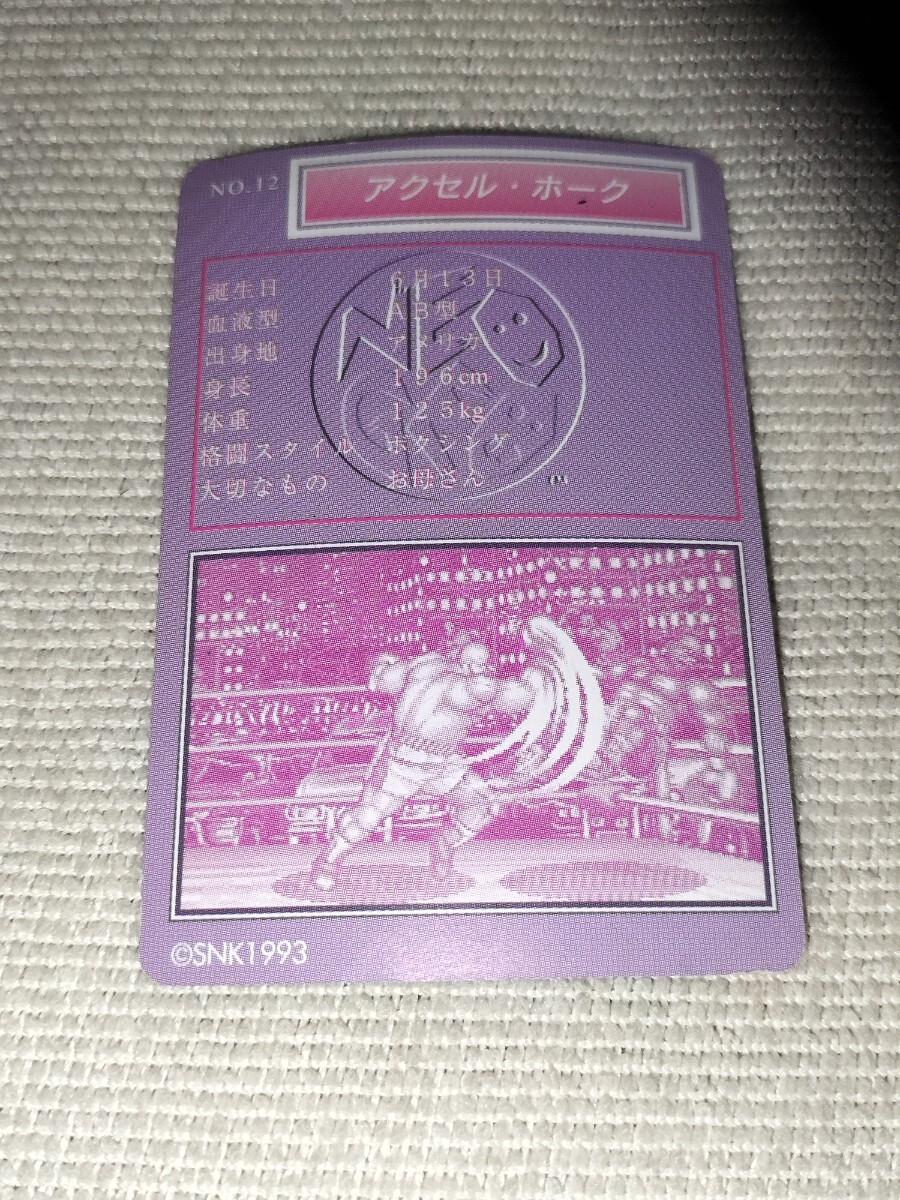 NO.12
アクセル・ホーク
誕生日 6月13日
血液型 AB型
出身地 アメリカ
身長 196cm
体重 125kg
格闘スタイル ボクシング
大切なもの お母さん
NEO
TM
©SNK1993